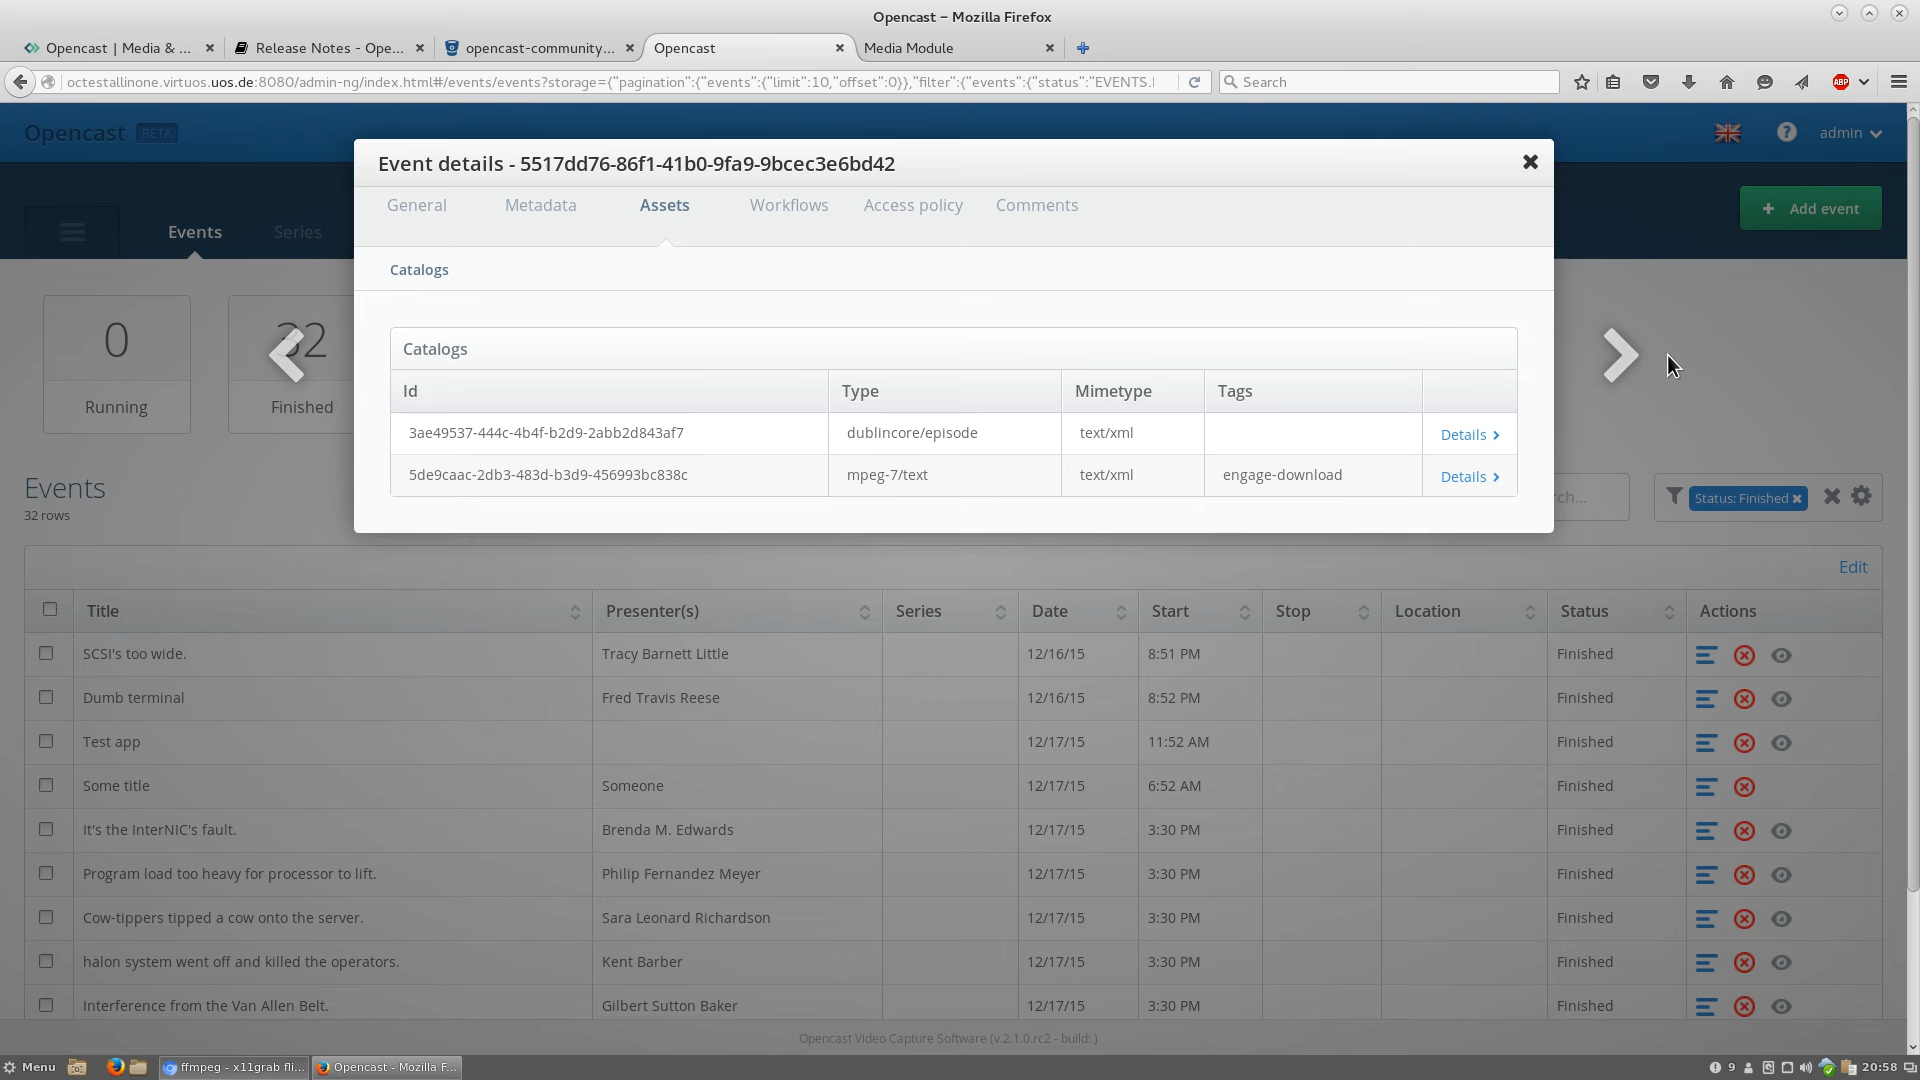 Opencast – Mozilla Firefox
Opencast | Media & ... Release Notes - Ope... opencast-community... Opencast Media Module
octestallinone.virtuos.uos.de:8080/admin-ng/index.html#/events/events?storage={"pagination":{"events":{"limit":10,"offset":0}},"filter":{"events":{"status":"EVENTS.I Search ABP
Opencast BETA admin
Event details - 5517dd76-86f1-41b0-9fa9-9bcec3e6bd42
General Metadata Assets Workflows Access policy Comments
Events Series + Add event
Catalogs
0 32
Running Finished
Catalogs
Id Type Mimetype Tags
3ae49537-444c-4b4f-b2d9-2abb2d843af7 dublincore/episode text/xml Details
5de9caac-2db3-483d-b3d9-456993bc838c mpeg-7/text text/xml engage-download Details
Events
32 rows
rch... Status: Finished
Edit
Title Presenter(s) Series Date Start Stop Location Status Actions
SCSI's too wide. Tracy Barnett Little 12/16/15 8:51 PM Finished
Dumb terminal Fred Travis Reese 12/16/15 8:52 PM Finished
Test app 12/17/15 11:52 AM Finished
Some title Someone 12/17/15 6:52 AM Finished
It's the InterNIC's fault. Brenda M. Edwards 12/17/15 3:30 PM Finished
Program load too heavy for processor to lift. Philip Fernandez Meyer 12/17/15 3:30 PM Finished
Cow-tippers tipped a cow onto the server. Sara Leonard Richardson 12/17/15 3:30 PM Finished
halon system went off and killed the operators. Kent Barber 12/17/15 3:30 PM Finished
Interference from the Van Allen Belt. Gilbert Sutton Baker 12/17/15 3:30 PM Finished
Opencast Video Capture Software (v.2.1.0.rc2 - build: )
Menu ffmpeg - x11grab fli... Opencast - Mozilla F... 9 20:58